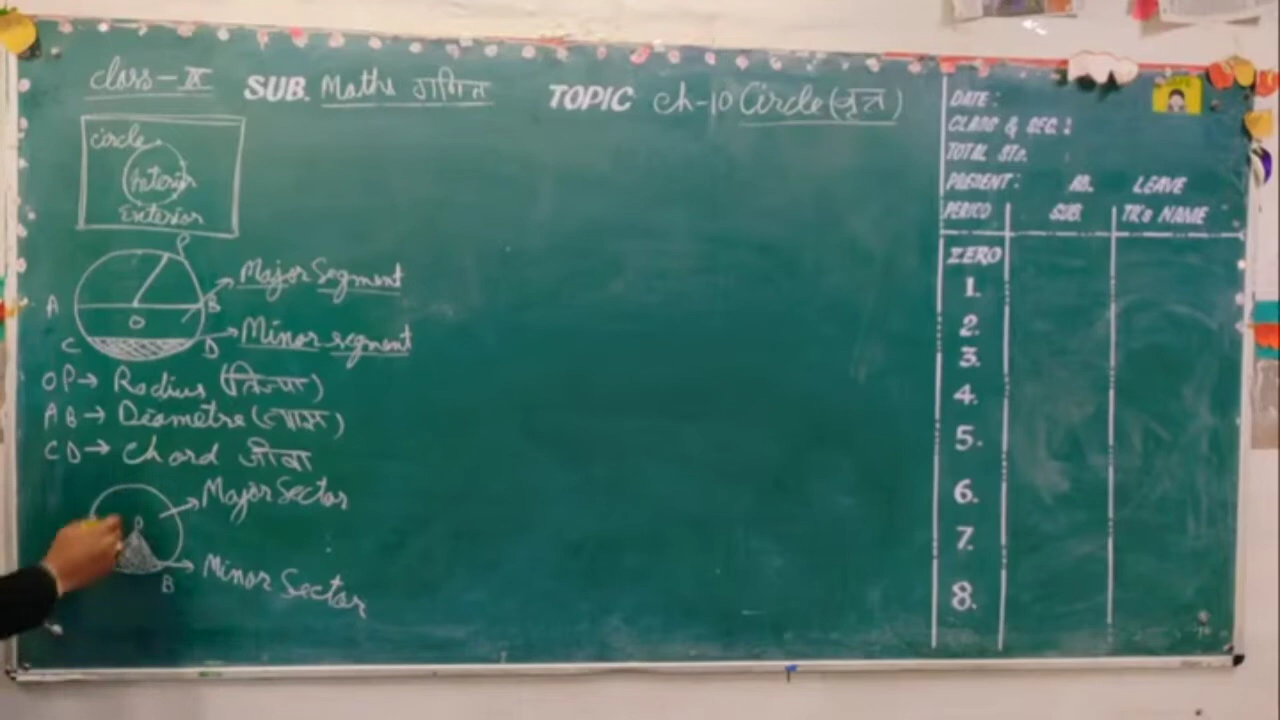 Class-IX SUB. Maths गणित TOPIC Ch-10 Circle (वृत्त)
Circle
Interior
Exterior
P
Major Segment
A B
O
C D
Minor segment
OP→ Radius (त्रिज्या)
AB→ Diametre (व्यास)
CD→ Chord जीवा
Major Sector
O
B
Minor Sector
DATE:
CLASS & SEC.:
TOTAL STD.
PRESENT: AB. LEAVE
PERIOD SUB. TR's NAME
ZERO
1.
2.
3.
4.
5.
6.
7.
8.